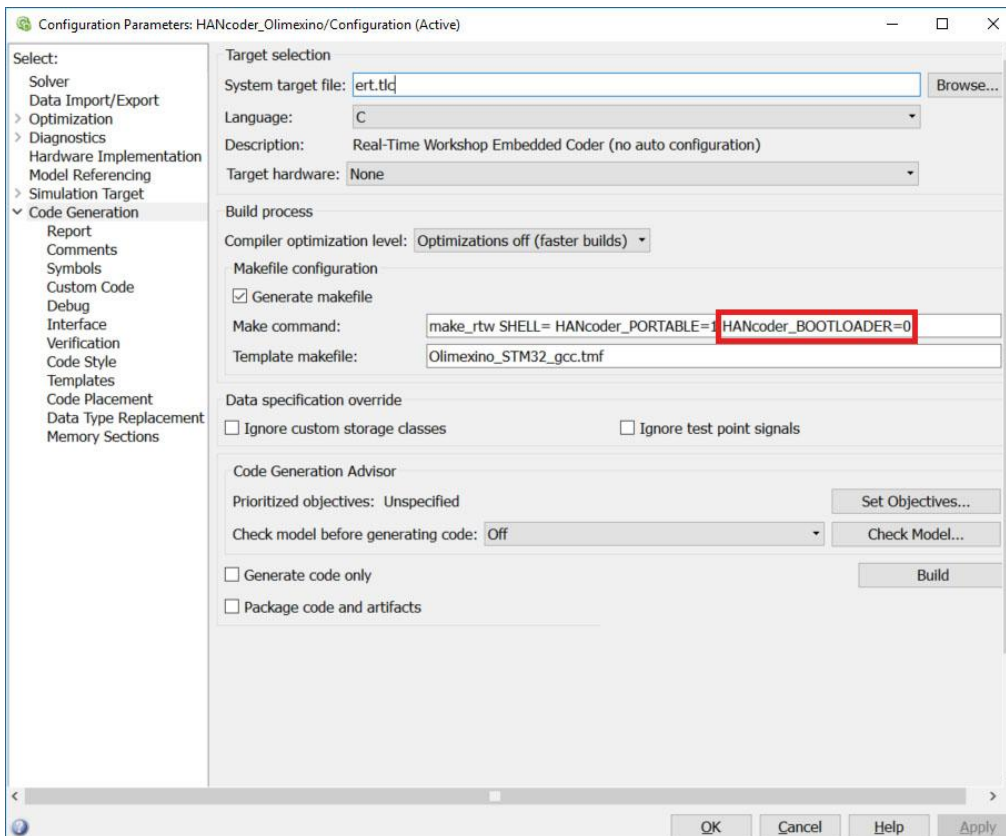 Configuration Parameters: HANcoder_Olimexino/Configuration (Active)
Select:
Solver
Data Import/Export
Optimization
Diagnostics
Hardware Implementation
Model Referencing
Simulation Target
Code Generation
Report
Comments
Symbols
Custom Code
Debug
Interface
Verification
Code Style
Templates
Code Placement
Data Type Replacement
Memory Sections
Target selection
System target file: ert.tlc Browse...
Language: C
Description: Real-Time Workshop Embedded Coder (no auto configuration)
Target hardware: None
Build process
Compiler optimization level: Optimizations off (faster builds)
Makefile configuration
Generate makefile
Make command: make_rtw SHELL= HANcoder_PORTABLE=1 HANcoder_BOOTLOADER=0
Template makefile: Olimexino_STM32_gcc.tmf
Data specification override
Ignore custom storage classes Ignore test point signals
Code Generation Advisor
Prioritized objectives: Unspecified Set Objectives...
Check model before generating code: Off Check Model...
Generate code only Build
Package code and artifacts
OK Cancel Help Apply